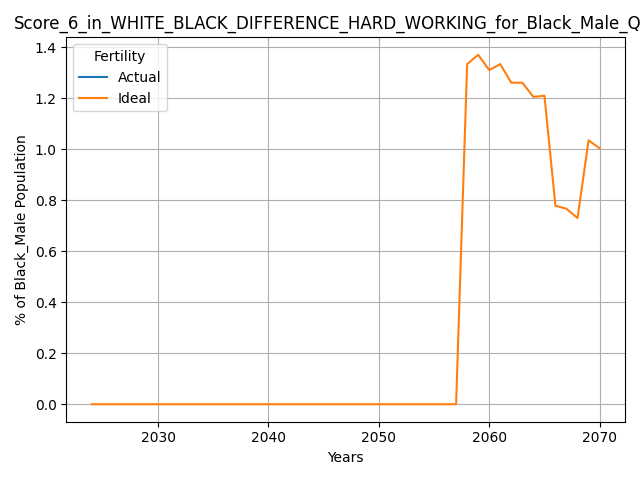 Score_6_in_WHITE_BLACK_DIFFERENCE_HARD_WORKING_for_Black_Male_Q
Fertility
Actual
Ideal
% of Black_Male Population
1.4
1.2
1.0
0.8
0.6
0.4
0.2
0.0
2030 2040 2050 2060 2070
Years